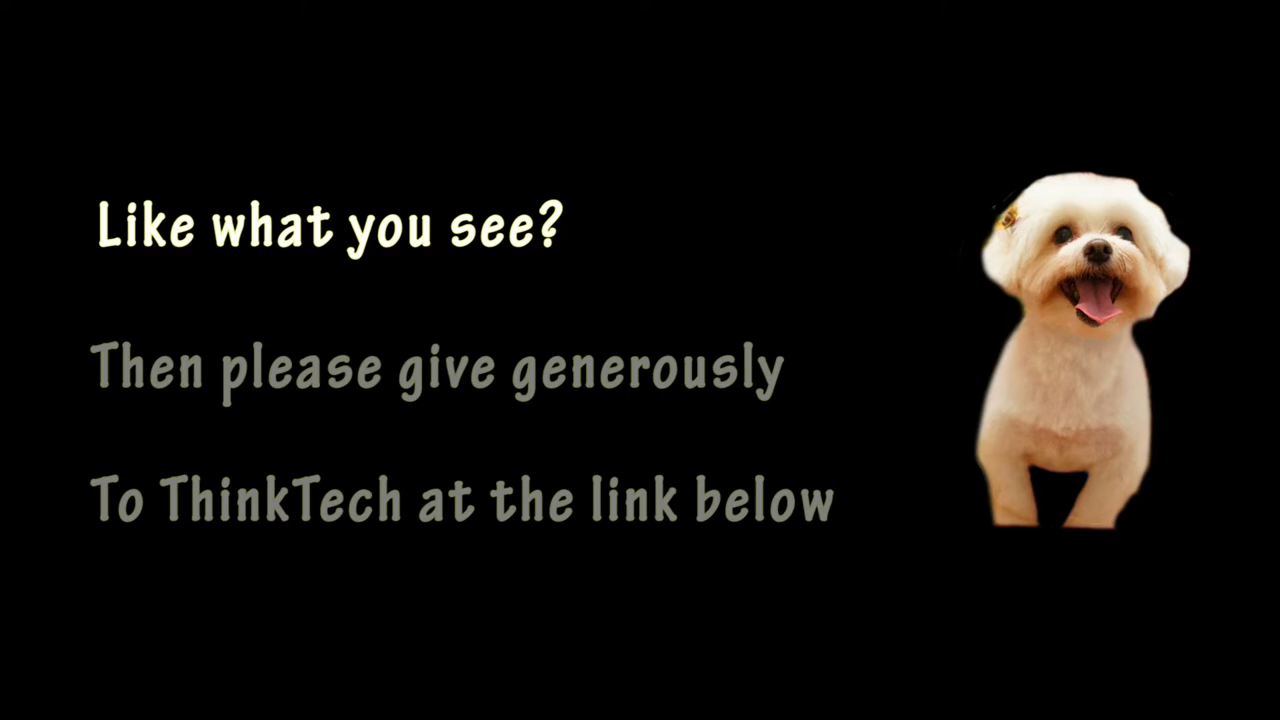 Like what you see?
Then please give generously
To ThinkTech at the link below